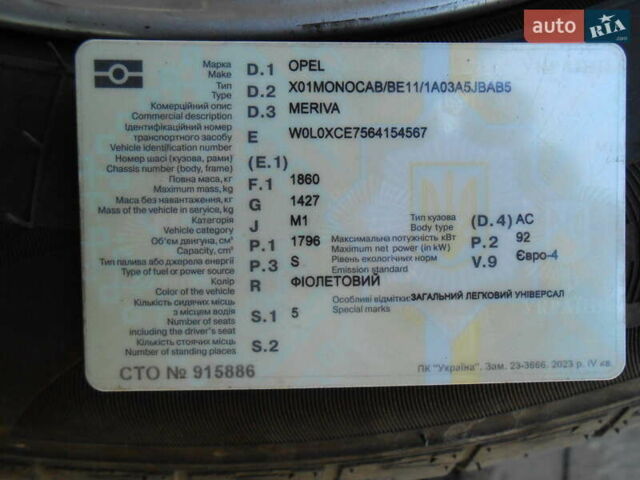 auto RIA .com
Марка D.1 OPEL
Make
Тип D.2 X01MONOCAB/BE11/1A03A5JBAB5
Type
Комерційний опис D.3 MERIVA
Commercial description
Ідентифікаційний номер
транспортного засобу E W0L0XCE7564154567
Vehicle identification number
Номер шасі (кузова, рами) (E.1)
Chassis number (body, frame)
Повна маса, кг F.1 1860
Maximum mass, kg
Маса без навантаження, кг G 1427
Mass of the vehicle in service, kg
Категорія J M1 Тип кузова (D.4) AC
Category Body type
Об'єм двигуна, см³ P.1 1796 Максимальна потужність кВт P.2 92
Capacity, cm³ Maximum net power (in kW)
Тип палива або джерела енергії P.3 S Рівень екологічних норм V.9 Євро-4
Type of fuel or power source Emission standard
Колір R ФІОЛЕТОВИЙ
Color of the vehicle
Особливі відмітки: ЗАГАЛЬНИЙ ЛЕГКОВИЙ УНІВЕРСАЛ
Special marks
Кількість сидячих місць
з місцем водія S.1 5
Number of seats
including the driver's seat
Кількість стоячих місць S.2
Number of standing places
СТО № 915886
ПК "Україна". Зам. 23-3666. 2023 р. IV кв.